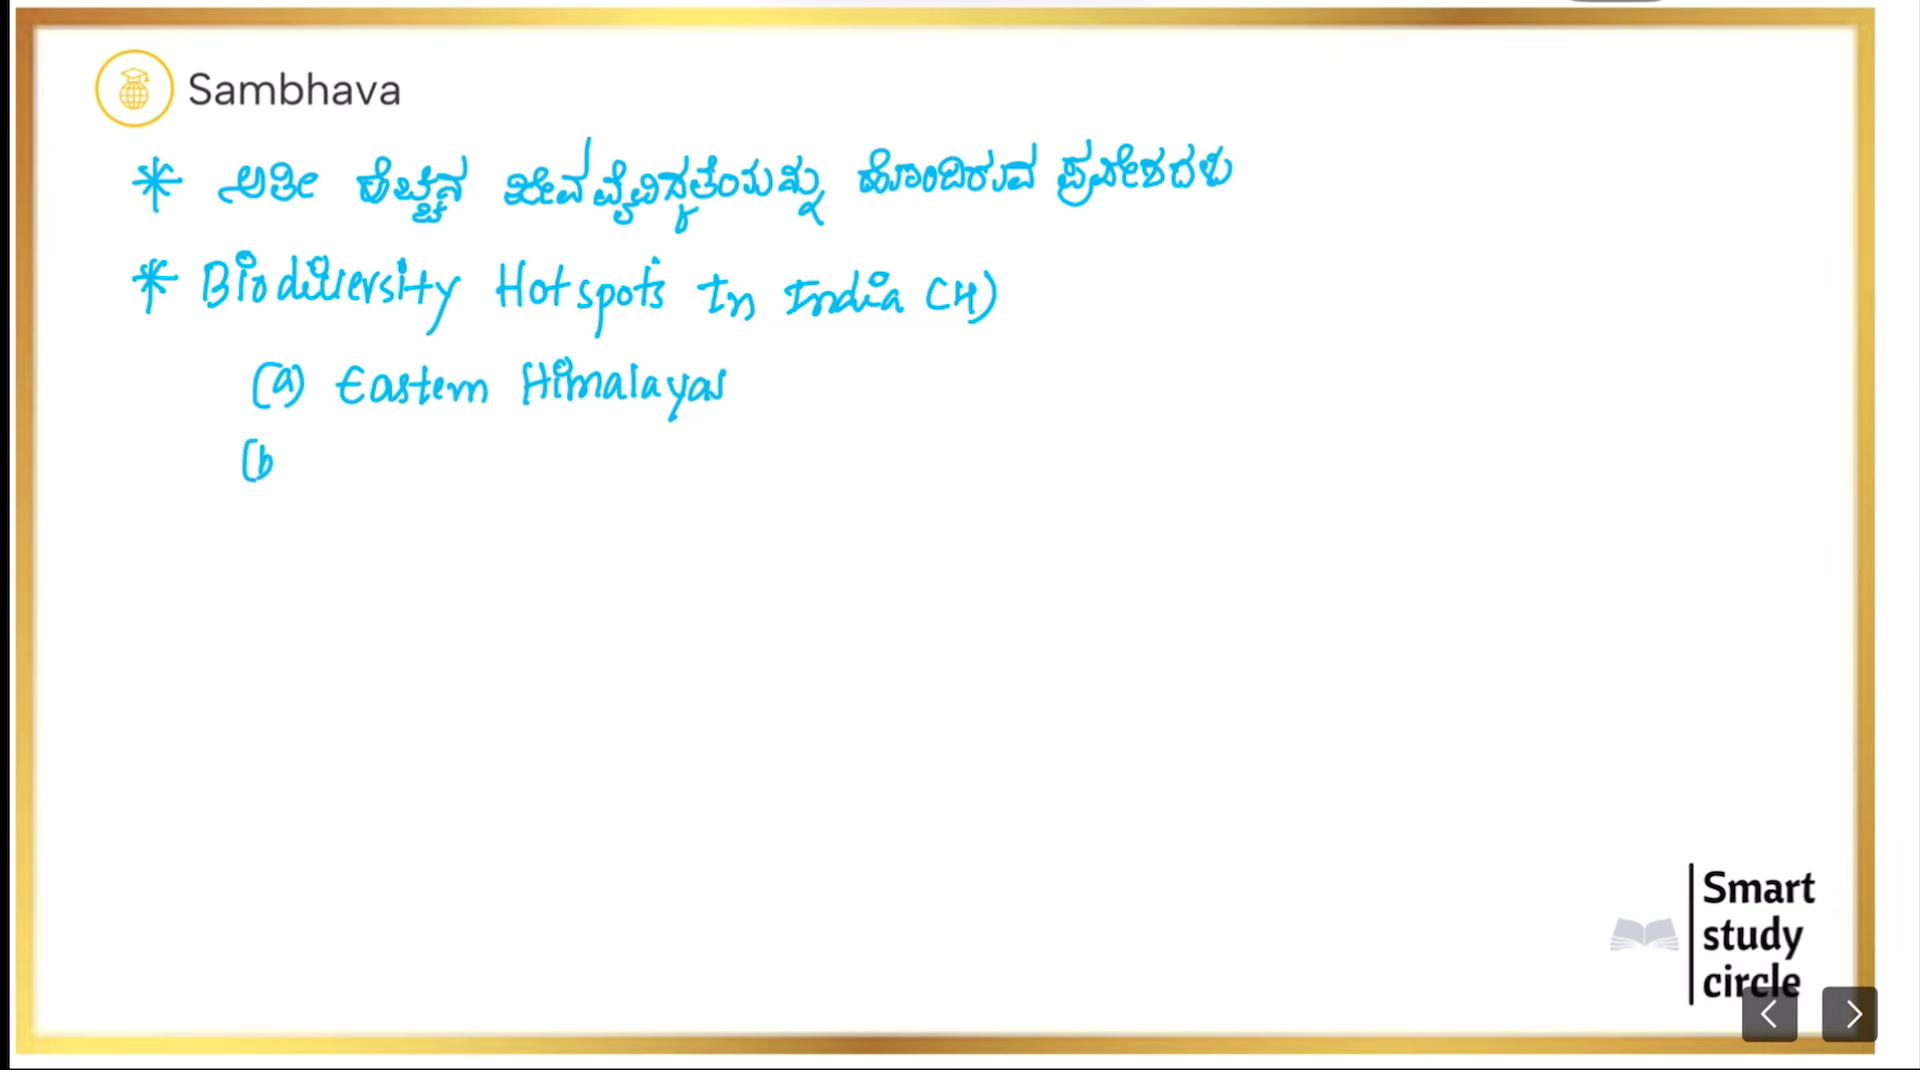 Sambhava
* ಅತೀ ಹೆಚ್ಚಿನ ಜೀವವೈವಿಧ್ಯತೆಯನ್ನು ಹೊಂದಿರುವ ಪ್ರದೇಶಗಳು
* Biodiversity Hotspots In India (4)
(a) Eastern Himalayas
(b
Smart
study
circle